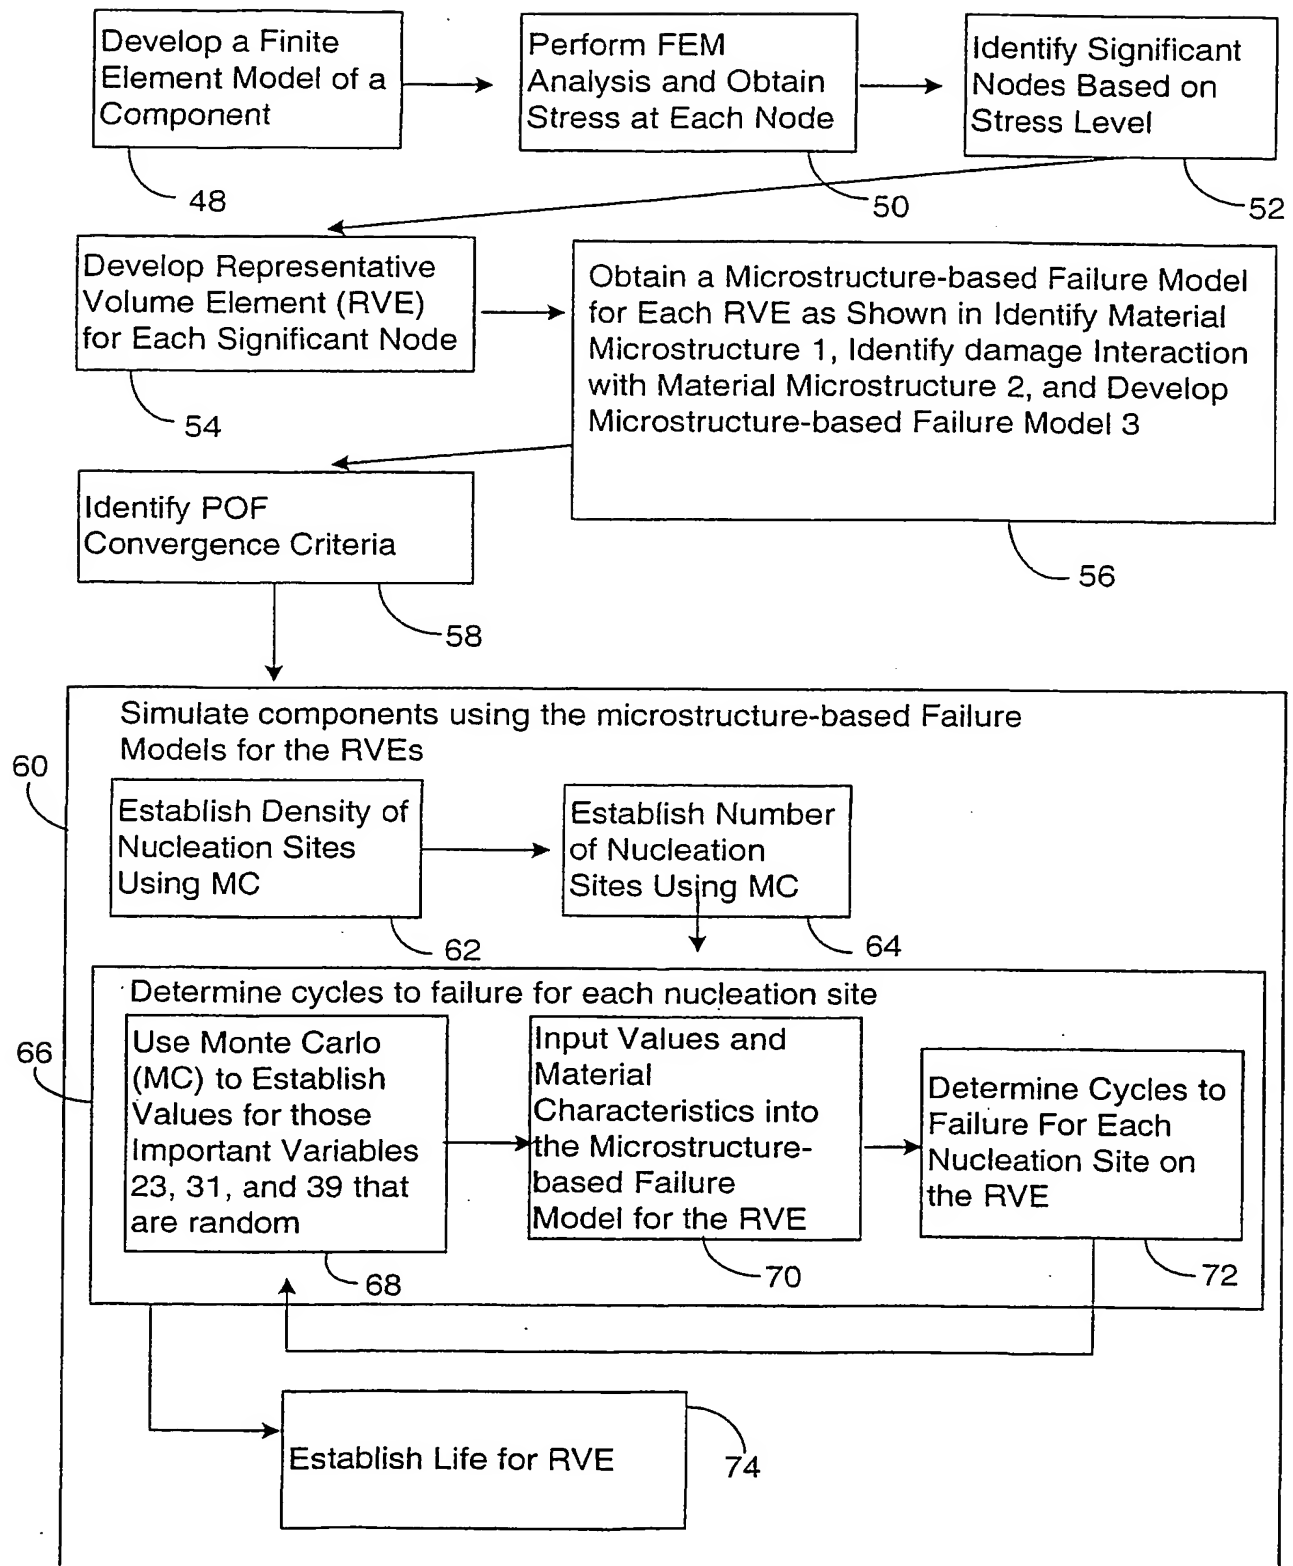 Develop a Finite
Element Model of a
Component
48
Perform FEM
Analysis and Obtain
Stress at Each Node
50
Identify Significant
Nodes Based on
Stress Level
52
Develop Representative
Volume Element (RVE)
for Each Significant Node
54
Obtain a Microstructure-based Failure Model
for Each RVE as Shown in Identify Material
Microstructure 1, Identify damage Interaction
with Material Microstructure 2, and Develop
Microstructure-based Failure Model 3
56
Identify POF
Convergence Criteria
58
60
Simulate components using the microstructure-based Failure
Models for the RVEs
Establish Density of
Nucleation Sites
Using MC
62
Establish Number
of Nucleation
Sites Using MC
64
66
Determine cycles to failure for each nucleation site
Use Monte Carlo
(MC) to Establish
Values for those
Important Variables
23, 31, and 39 that
are random
68
Input Values and
Material
Characteristics into
the Microstructure-
based Failure
Model for the RVE
70
Determine Cycles to
Failure For Each
Nucleation Site on
the RVE
72
Establish Life for RVE
74